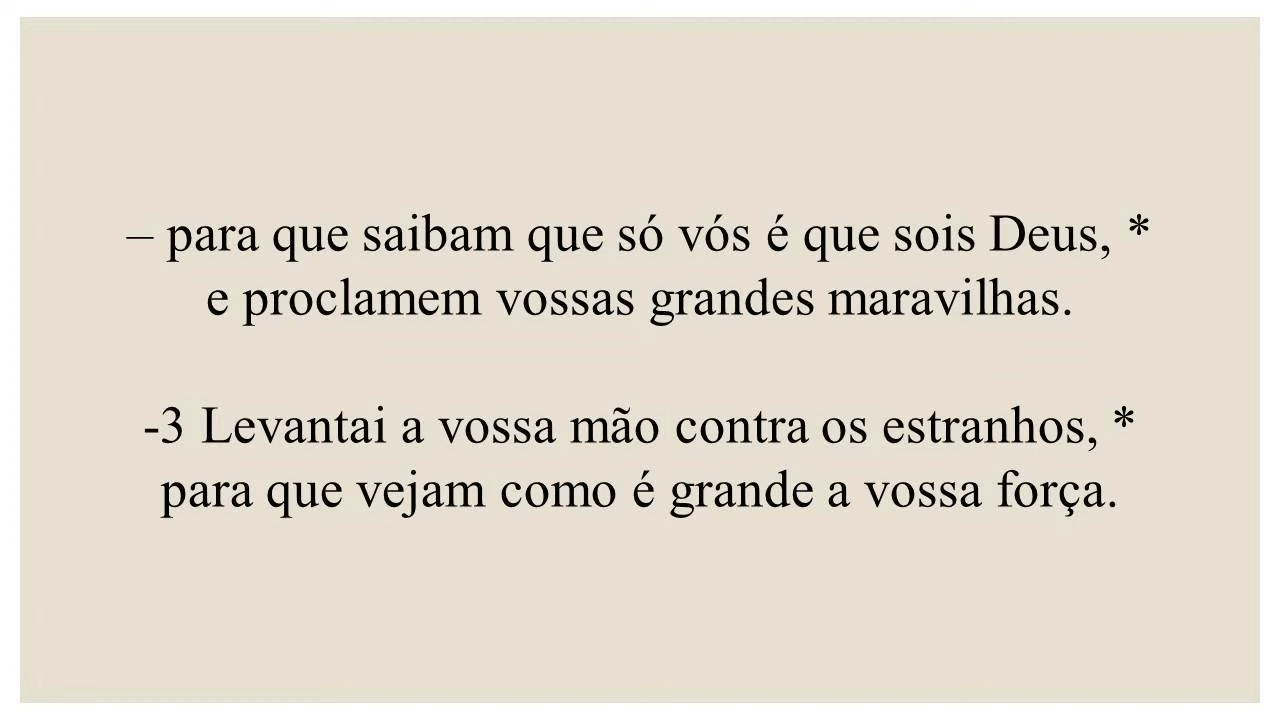 – para que saibam que só vós é que sois Deus, *
e proclamem vossas grandes maravilhas.
-3 Levantai a vossa mão contra os estranhos, *
para que vejam como é grande a vossa força.